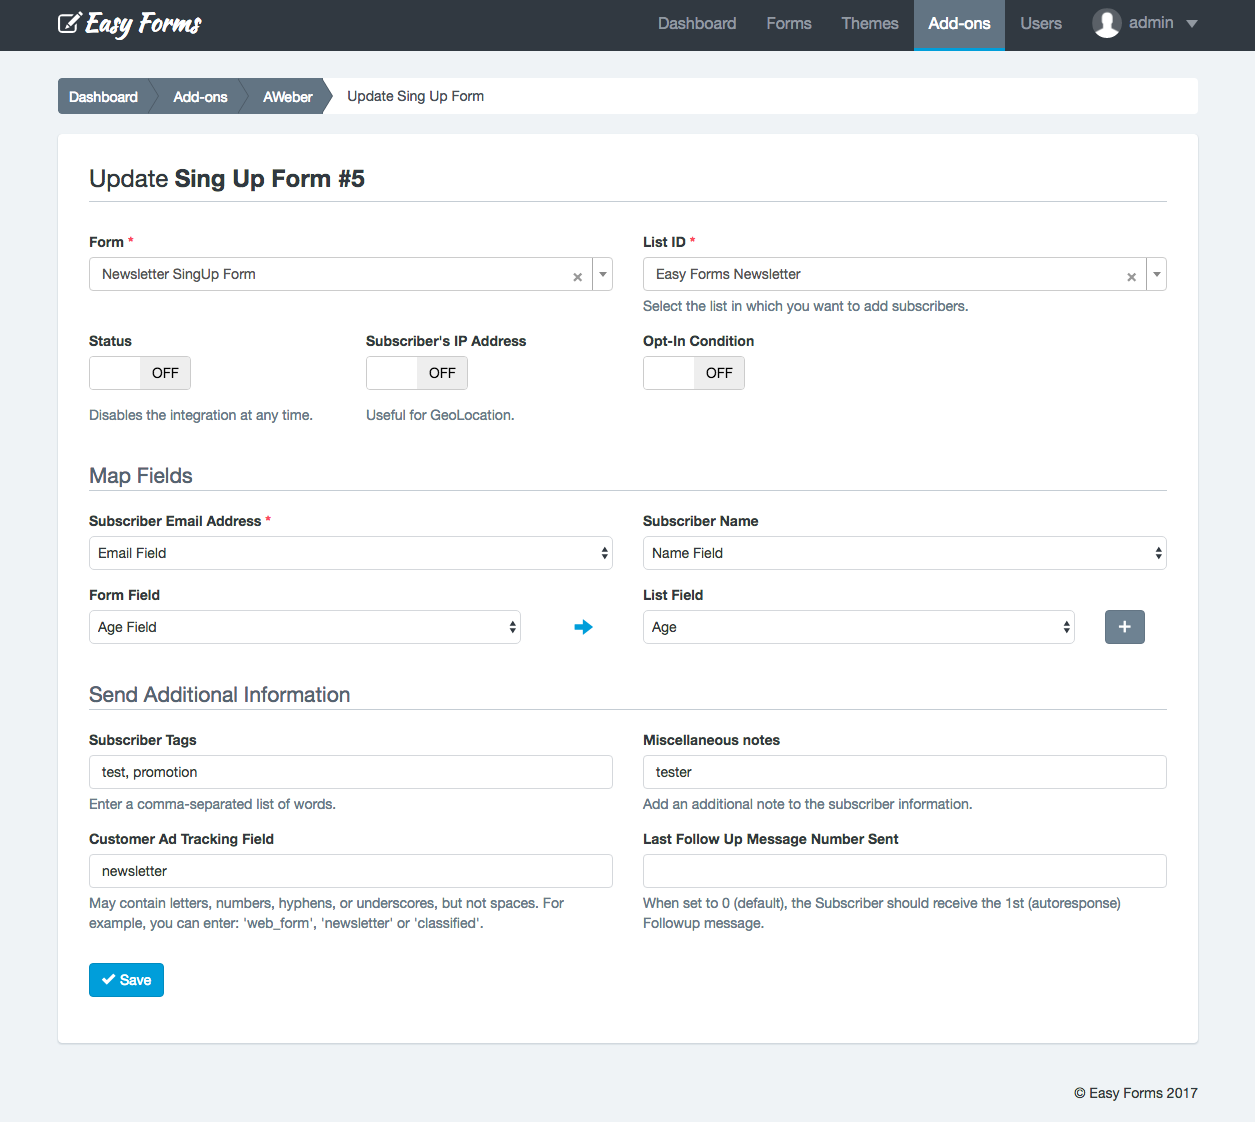 Easy Forms
Dashboard Forms Themes Add-ons Users admin
Dashboard Add-ons AWeber Update Sing Up Form
Update Sing Up Form #5
Form * List ID *
Newsletter SingUp Form × Easy Forms Newsletter ×
Select the list in which you want to add subscribers.
Status Subscriber's IP Address Opt-In Condition
OFF OFF OFF
Disables the integration at any time. Useful for GeoLocation.
Map Fields
Subscriber Email Address * Subscriber Name
Email Field Name Field
Form Field List Field
Age Field Age +
Send Additional Information
Subscriber Tags Miscellaneous notes
test, promotion tester
Enter a comma-separated list of words. Add an additional note to the subscriber information.
Customer Ad Tracking Field Last Follow Up Message Number Sent
newsletter
May contain letters, numbers, hyphens, or underscores, but not spaces. For When set to 0 (default), the Subscriber should receive the 1st (autoresponse)
example, you can enter: 'web_form', 'newsletter' or 'classified'. Followup message.
Save
© Easy Forms 2017